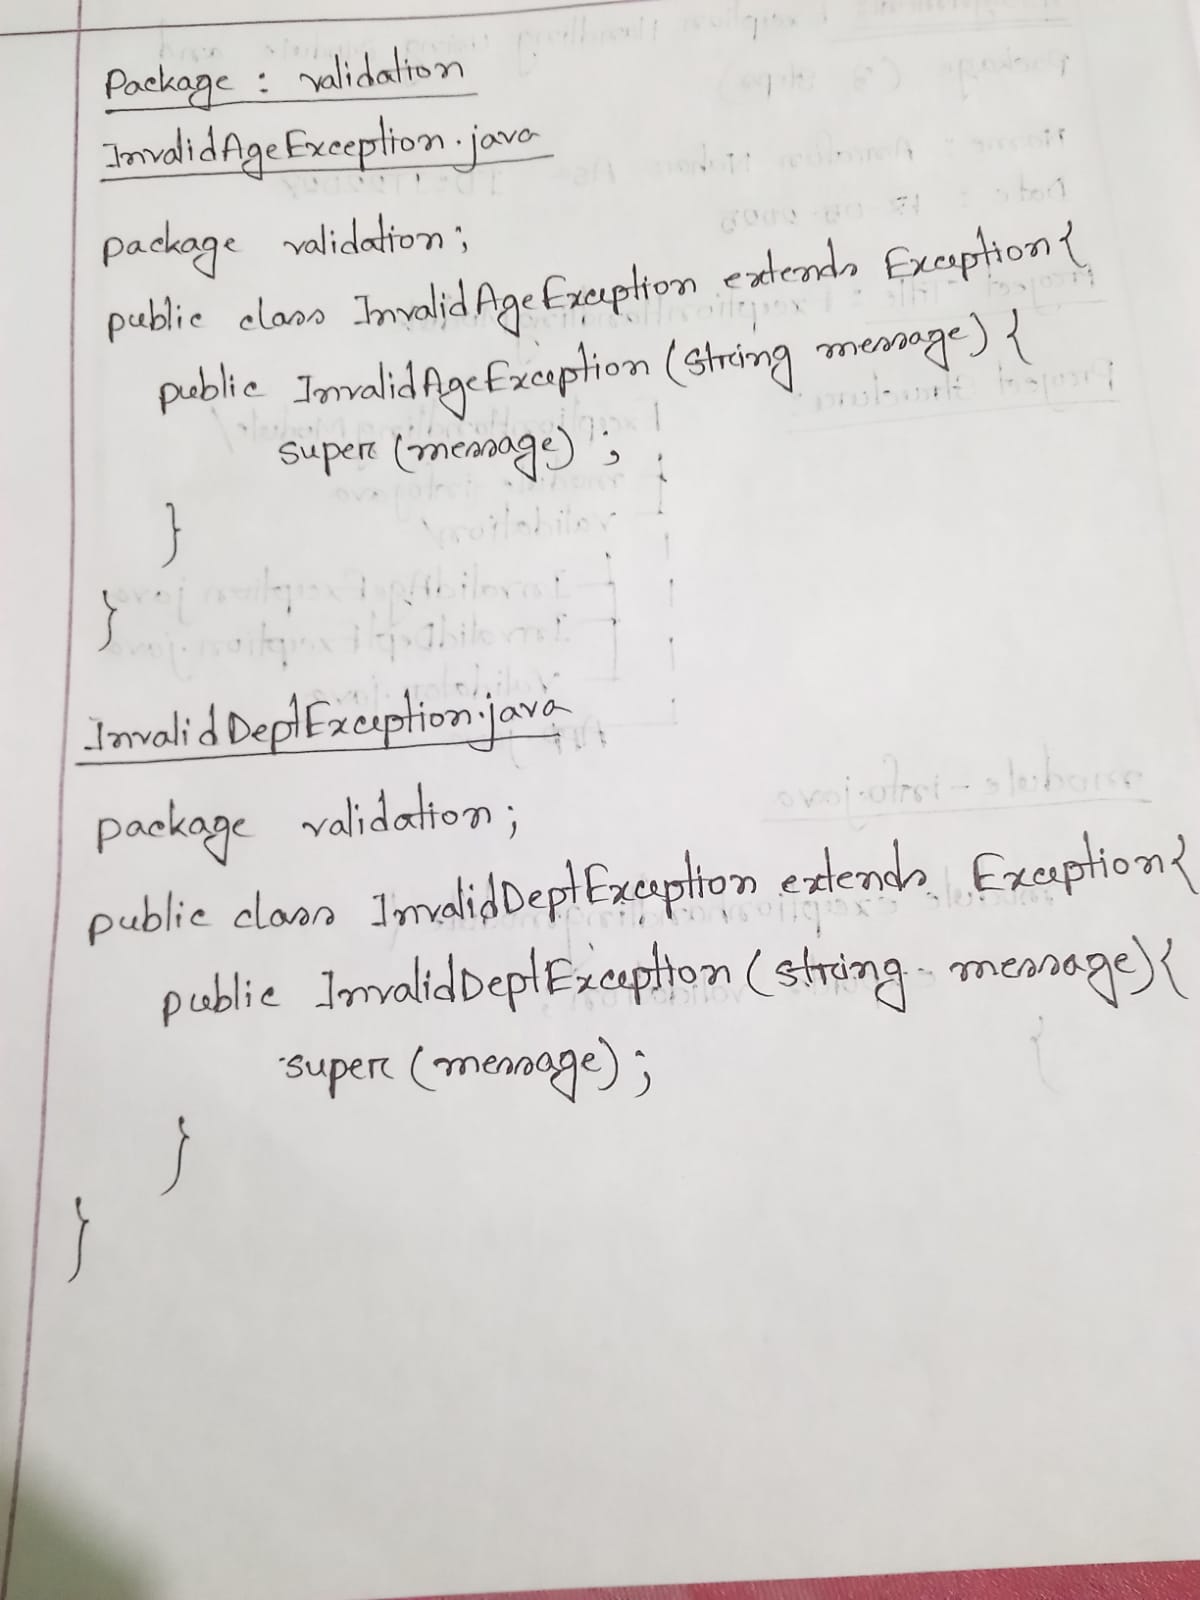 Package : validation
InvalidAgeException.java
package validation;
public class InvalidAgeException extends Exception{
public InvalidAgeException (string message) {
super (message) ;
}
}
InvalidDeptException.java
package validation;
public class InvalidDeptException extends Exception{
public InvalidDeptException (string message){
super (message);
}
}